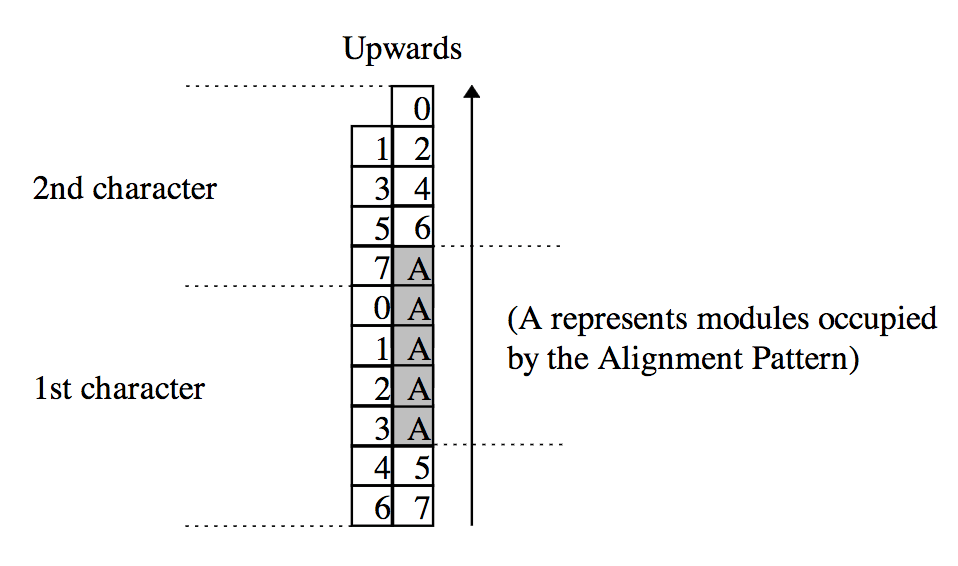 Upwards
0
1 2
3 4
2nd character
5 6
7 A
0 A
(A represents modules occupied
1 A
by the Alignment Pattern)
2 A
1st character
3 A
4 5
6 7